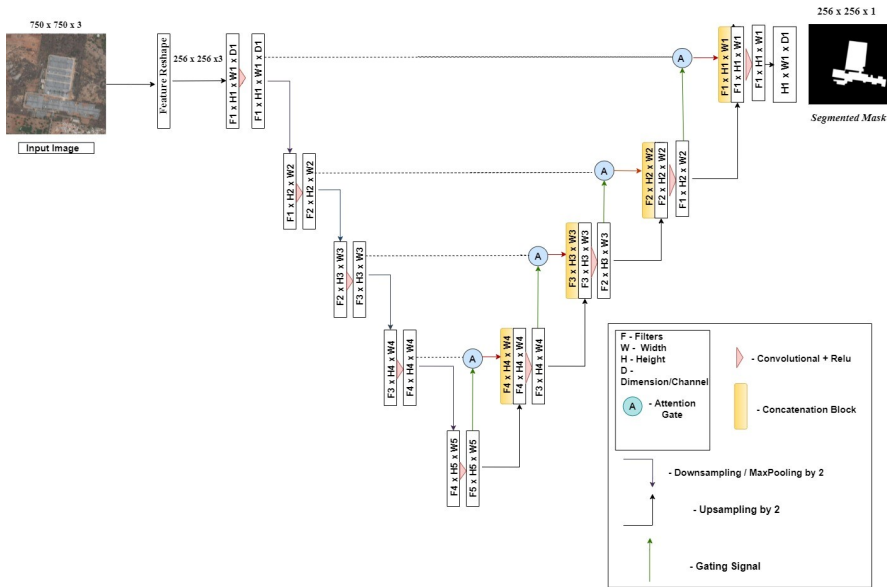 750 x 750 x 3
Input Image
Feature Reshape
256 x 256 x3
F1 x H1 x W1 x D1
F1 x H1 x W1 x D1
F1 x H2 x W2
F2 x H2 x W2
F2 x H3 x W3
F3 x H3 x W3
F3 x H4 x W4
F4 x H4 x W4
F4 x H5 x W5
F5 x H5 x W5
A
F4 x H4 x W4
F4 x H4 x W4
F3 x H4 x W4
A
F3 x H3 x W3
F3 x H3 x W3
F2 x H3 x W3
A
F2 x H2 x W2
F2 x H2 x W2
F1 x H2 x W2
A
F1 x H1 x W1
F1 x H1 x W1
F1 x H1 x W1
H1 x W1 x D1
256 x 256 x 1
Segmented Mask
F - Filters
W - Width
H - Height
D -
Dimension/Channel
A
- Attention
Gate
- Convolutional + Relu
- Concatenation Block
- Downsampling / MaxPooling by 2
- Upsampling by 2
- Gating Signal